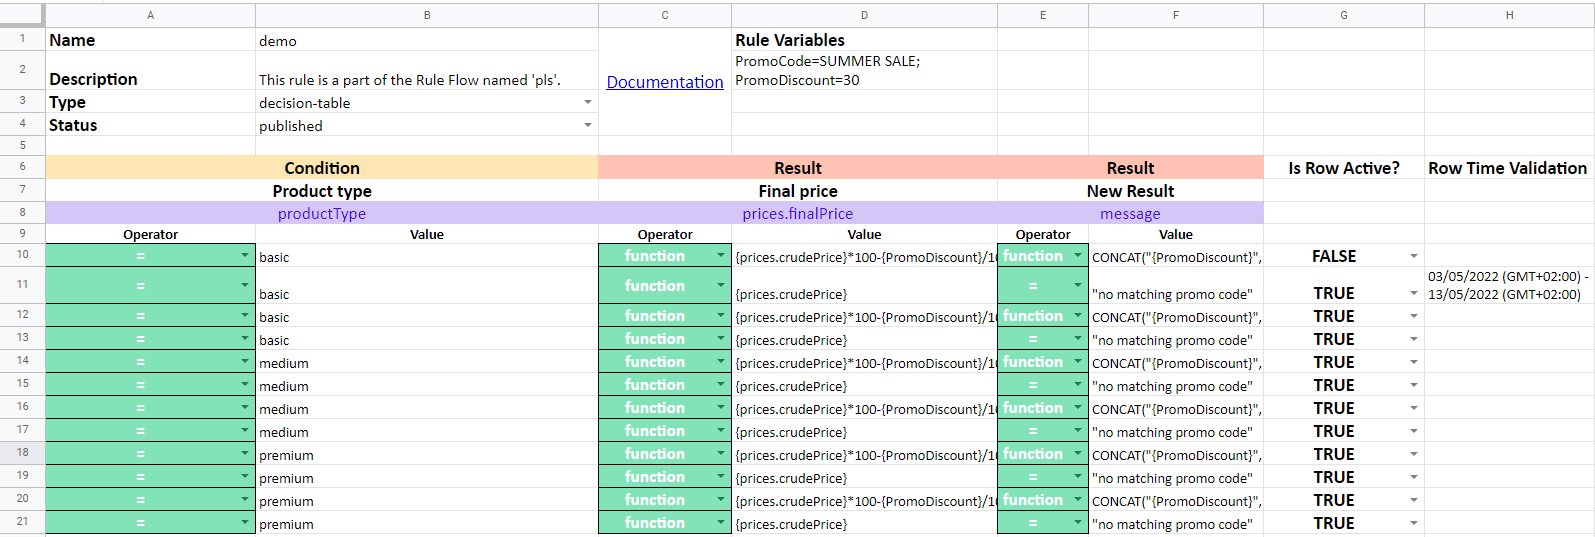 A B C D E F G H
1 Name demo Rule Variables
2 Description This rule is a part of the Rule Flow named 'pls'. Documentation PromoCode=SUMMER SALE;
PromoDiscount=30
3 Type decision-table
4 Status published
5
6 Condition Result Result Is Row Active? Row Time Validation
7 Product type Final price New Result
8 productType prices.finalPrice message
9 Operator Value Operator Value Operator Value
10 = basic function {prices.crudePrice}*100-{PromoDiscount}/1 function CONCAT("{PromoDiscount}", FALSE
11 = basic function {prices.crudePrice} = "no matching promo code" TRUE 03/05/2022 (GMT+02:00) -
13/05/2022 (GMT+02:00)
12 = basic function {prices.crudePrice}*100-{PromoDiscount}/1 function CONCAT("{PromoDiscount}", TRUE
13 = basic function {prices.crudePrice} = "no matching promo code" TRUE
14 = medium function {prices.crudePrice}*100-{PromoDiscount}/1 function CONCAT("{PromoDiscount}", TRUE
15 = medium function {prices.crudePrice} = "no matching promo code" TRUE
16 = medium function {prices.crudePrice}*100-{PromoDiscount}/1 function CONCAT("{PromoDiscount}", TRUE
17 = medium function {prices.crudePrice} = "no matching promo code" TRUE
18 = premium function {prices.crudePrice}*100-{PromoDiscount}/1 function CONCAT("{PromoDiscount}", TRUE
19 = premium function {prices.crudePrice} = "no matching promo code" TRUE
20 = premium function {prices.crudePrice}*100-{PromoDiscount}/1 function CONCAT("{PromoDiscount}", TRUE
21 = premium function {prices.crudePrice} = "no matching promo code" TRUE